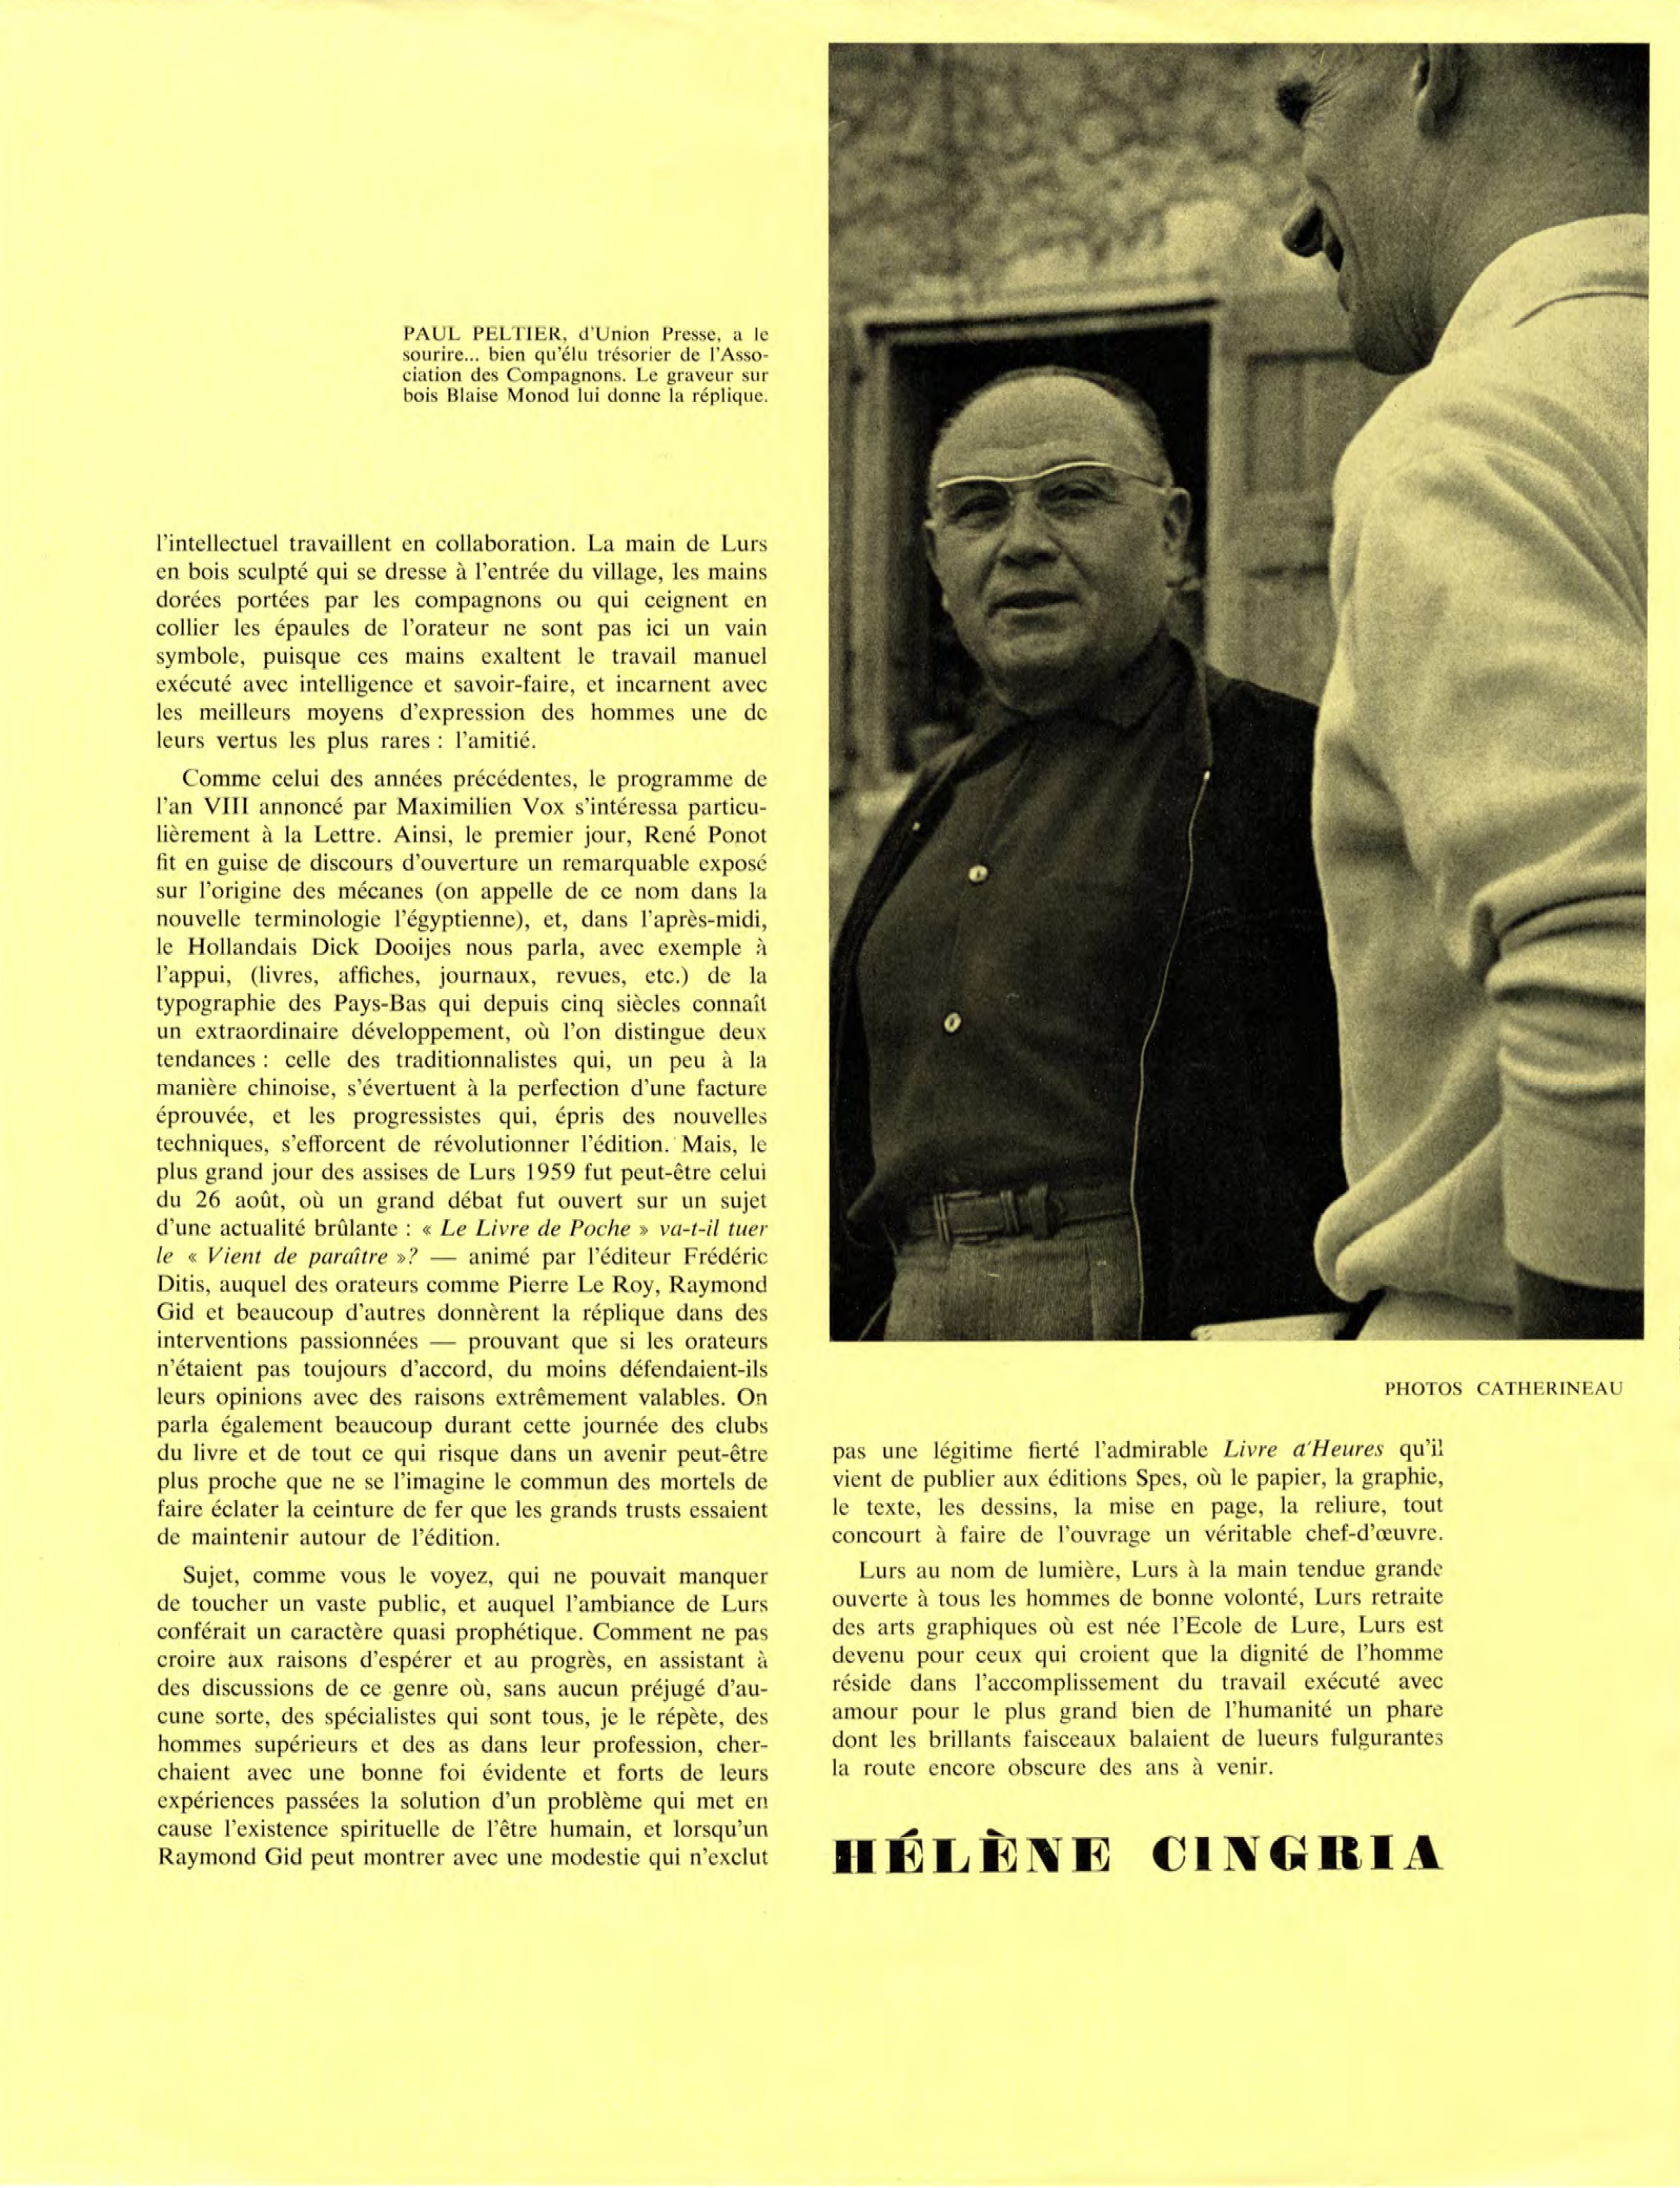 PAUL PELTIER, d'Union Presse, a le
sourire... bien qu'élu trésorier de l'Asso-
ciation des Compagnons. Le graveur sur
bois Blaise Monod lui donne la réplique.
l'intellectuel travaillent en collaboration. La main de Lurs
en bois sculpté qui se dresse à l'entrée du village, les mains
dorées portées par les compagnons ou qui ceignent en
collier les épaules de l'orateur ne sont pas ici un vain
symbole, puisque ces mains exaltent le travail manuel
exécuté avec intelligence et savoir-faire, et incarnent avec
les meilleurs moyens d'expression des hommes une de
leurs vertus les plus rares : l'amitié.
Comme celui des années précédentes, le programme de
l'an VIII annoncé par Maximilien Vox s'intéressa particu-
lièrement à la Lettre. Ainsi, le premier jour, René Ponot
fit en guise de discours d'ouverture un remarquable exposé
sur l'origine des mécanes (on appelle de ce nom dans la
nouvelle terminologie l'égyptienne), et, dans l'après-midi,
le Hollandais Dick Dooijes nous parla, avec exemple à
l'appui, (livres, affiches, journaux, revues, etc.) de la
typographie des Pays-Bas qui depuis cinq siècles connaît
un extraordinaire développement, où l'on distingue deux
tendances : celle des traditionnalistes qui, un peu à la
manière chinoise, s'évertuent à la perfection d'une facture
éprouvée, et les progressistes qui, épris des nouvelles
techniques, s'efforcent de révolutionner l'édition. Mais, le
plus grand jour des assises de Lurs 1959 fut peut-être celui
du 26 août, où un grand débat fut ouvert sur un sujet
d'une actualité brûlante : « Le Livre de Poche » va-t-il tuer
le « Vient de paraître »? — animé par l'éditeur Frédéric
Ditis, auquel des orateurs comme Pierre Le Roy, Raymond
Gid et beaucoup d'autres donnèrent la réplique dans des
interventions passionnées — prouvant que si les orateurs
n'étaient pas toujours d'accord, du moins défendaient-ils
leurs opinions avec des raisons extrêmement valables. On
parla également beaucoup durant cette journée des clubs
du livre et de tout ce qui risque dans un avenir peut-être
plus proche que ne se l'imagine le commun des mortels de
faire éclater la ceinture de fer que les grands trusts essaient
de maintenir autour de l'édition.
Sujet, comme vous le voyez, qui ne pouvait manquer
de toucher un vaste public, et auquel l'ambiance de Lurs
conférait un caractère quasi prophétique. Comment ne pas
croire aux raisons d'espérer et au progrès, en assistant à
des discussions de ce genre où, sans aucun préjugé d'au-
cune sorte, des spécialistes qui sont tous, je le répète, des
hommes supérieurs et des as dans leur profession, cher-
chaient avec une bonne foi évidente et forts de leurs
expériences passées la solution d'un problème qui met en
cause l'existence spirituelle de l'être humain, et lorsqu'un
Raymond Gid peut montrer avec une modestie qui n'exclut
PHOTOS CATHERINEAU
pas une légitime fierté l'admirable Livre d'Heures qu'il
vient de publier aux éditions Spes, où le papier, la graphie,
le texte, les dessins, la mise en page, la reliure, tout
concourt à faire de l'ouvrage un véritable chef-d'œuvre.
Lurs au nom de lumière, Lurs à la main tendue grande
ouverte à tous les hommes de bonne volonté, Lurs retraite
des arts graphiques où est née l'Ecole de Lure, Lurs est
devenu pour ceux qui croient que la dignité de l'homme
réside dans l'accomplissement du travail exécuté avec
amour pour le plus grand bien de l'humanité un phare
dont les brillants faisceaux balaient de lueurs fulgurantes
la route encore obscure des ans à venir.
HÉLÈNE CINGRIA